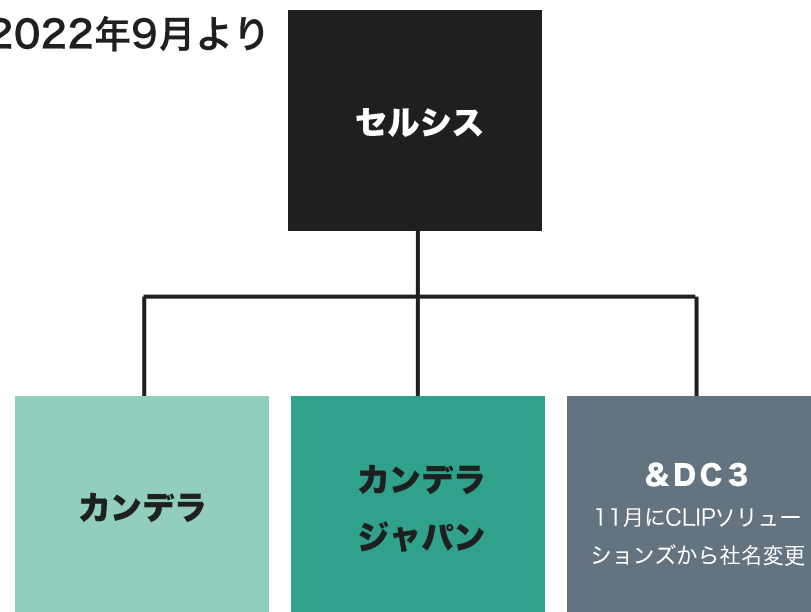 2022年9月より
セルシス
カンデラ
カンデラ
ジャパン
&DC3
11月にCLIPソリュー
ションズから社名変更